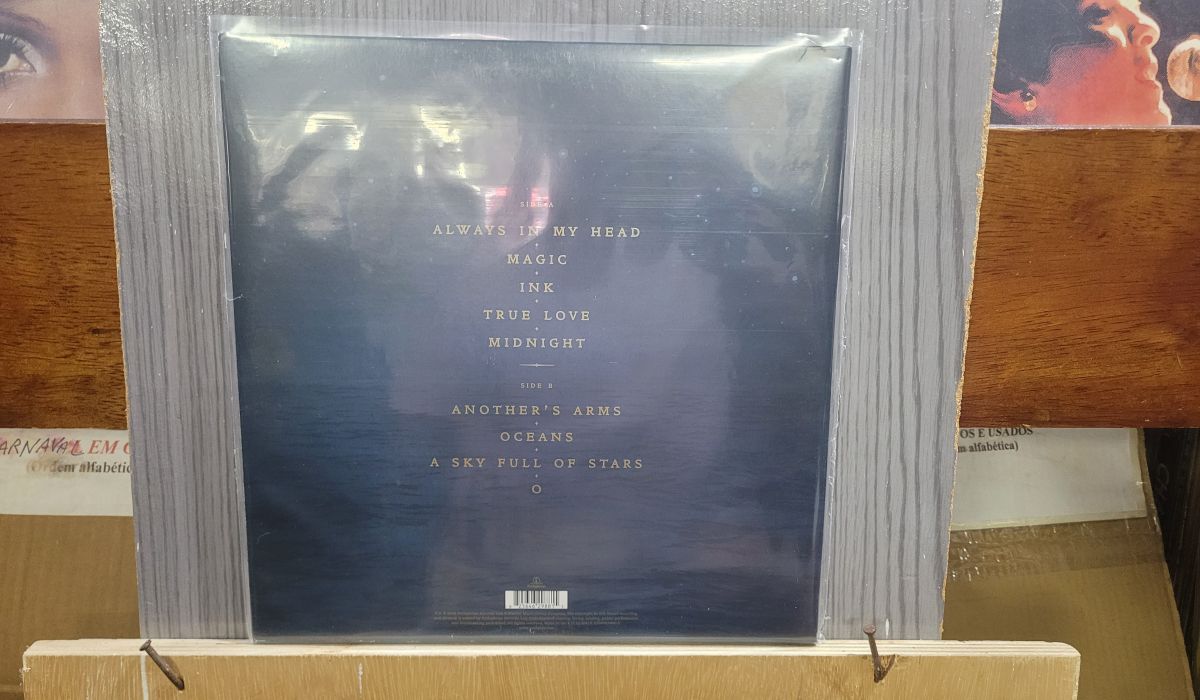 SIDE A
ALWAYS IN MY HEAD
MAGIC
INK
TRUE LOVE
MIDNIGHT
SIDE B
ANOTHER'S ARMS
OCEANS
A SKY FULL OF STARS
O
ARNAVAL EM
(Ordem alfabétic
OS E USADOS
m alfabética)